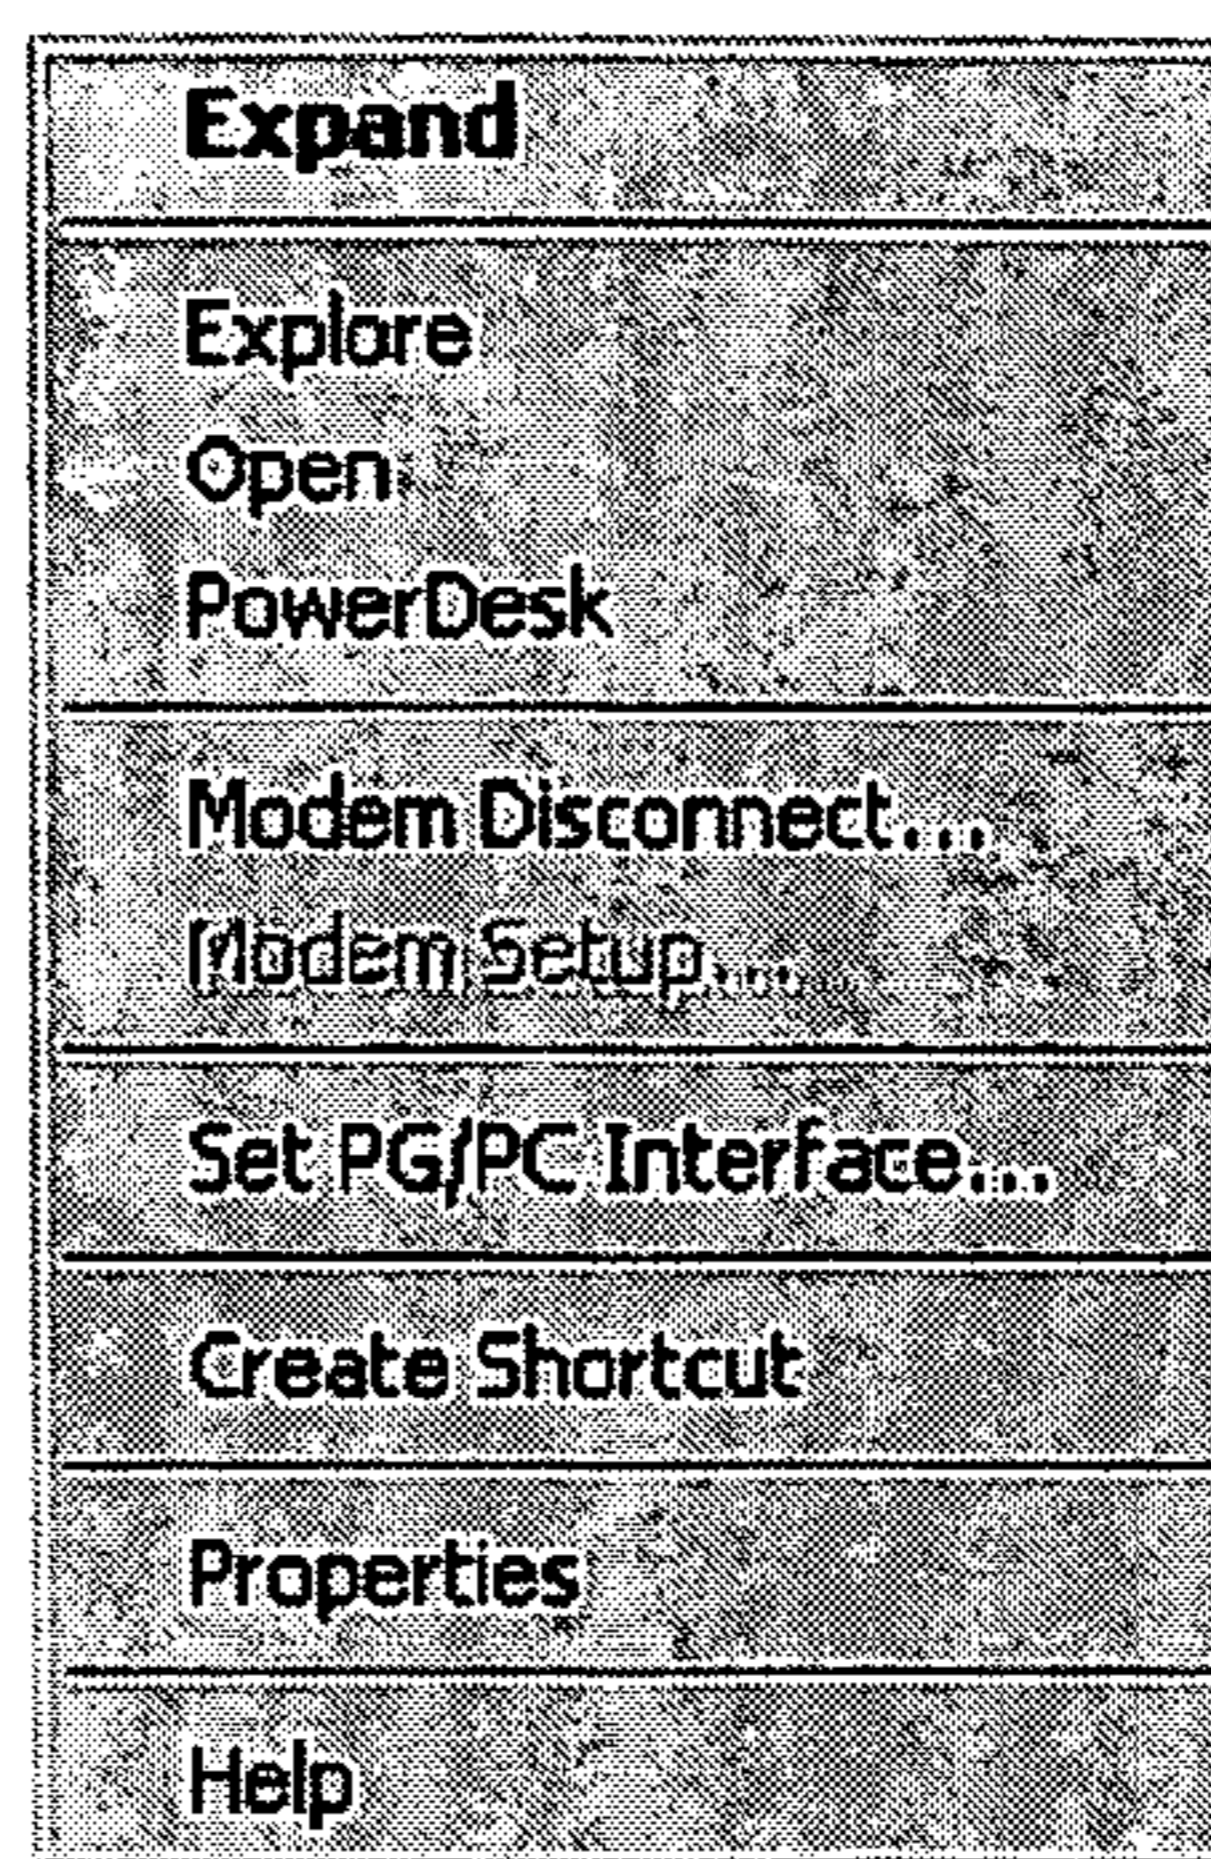 Expand
Explore
Open
PowerDesk
Modem Disconnect...
Modem Setup...
Set PG/PC Interface...
Create Shortcut
Properties
Help